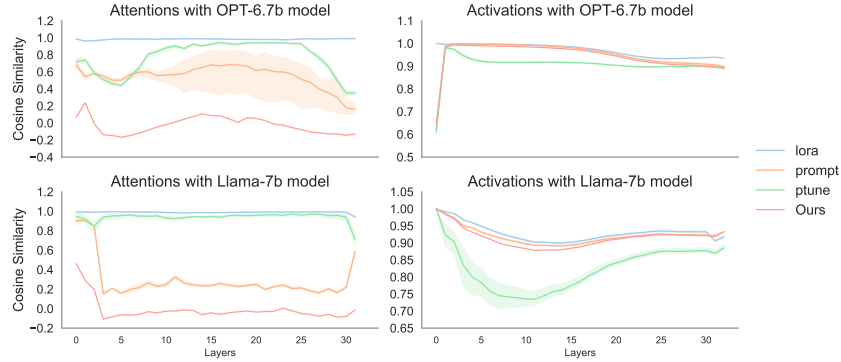 Attentions with OPT-6.7b model
Activations with OPT-6.7b model
Cosine Similarity
1.2
1.0
0.8
0.6
0.4
0.2
0.0
−0.2
−0.4
1.1
1.0
0.9
0.8
0.7
0.6
0.5
lora
prompt
ptune
Ours
Attentions with Llama-7b model
Activations with Llama-7b model
Cosine Similarity
1.2
1.0
0.8
0.6
0.4
0.2
0.0
−0.2
1.05
1.00
0.95
0.90
0.85
0.80
0.75
0.70
0.65
0 5 10 15 20 25 30
0 5 10 15 20 25 30
Layers
Layers